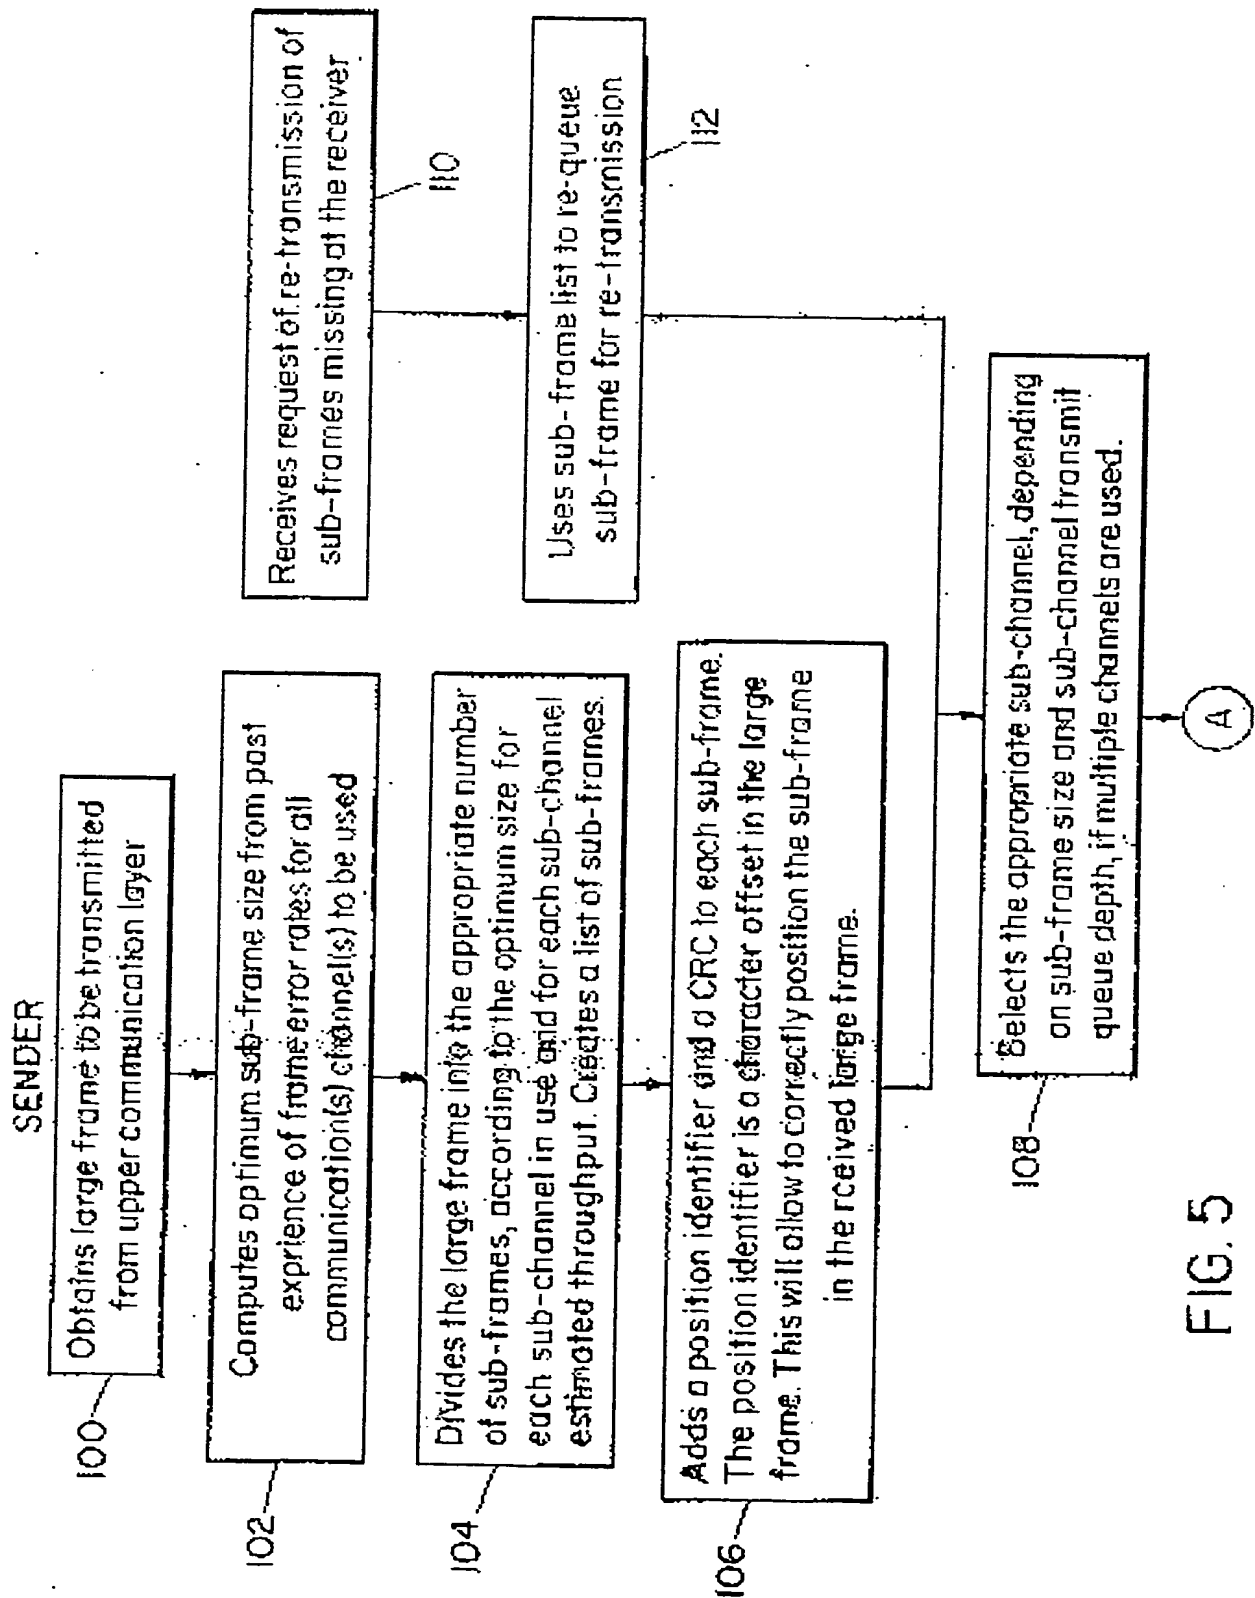 SENDER
Obtains large frame to be transmitted
from upper communication layer
100
Computes optimum sub-frame size from past
exprience of frame error rates for all
communication(s) channel(s) to be used
102
Divides the large frame into the appropriate number
of sub-frames, according to the optimum size for
each sub-channel in use and for each sub-channel
estimated throughput. Creates a list of sub-frames.
104
Adds a position identifier and a CRC to each sub-frame.
The position identifier is a character offset in the large
frame. This will allow to correctly position the sub-frame
in the rceived large frame.
106
Receives request of re-transmission of
sub-frames missing at the receiver
110
Uses sub-frame list to re-queue
sub-frame for re-transmission
112
Selects the appropriate sub-channel, depending
on sub-frame size and sub-channel transmit
queue depth, if multiple channels are used.
108
A
FIG. 5